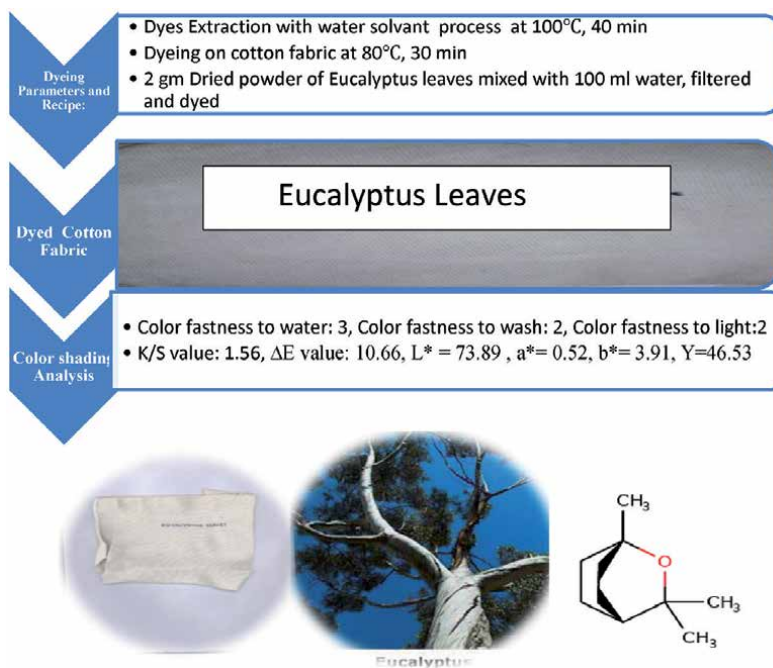 • Dyes Extraction with water solvent process at 100℃, 40 min
• Dyeing on cotton fabric at 80℃, 30 min
• 2 gm Dried powder of Eucalyptus leaves mixed with 100 ml water, filtered
and dyed
Dyeing
Parameters and
Recipe:
Eucalyptus Leaves
Dyed Cotton
Fabric
• Color fastness to water: 3, Color fastness to wash: 2, Color fastness to light:2
• K/S value: 1.56, ΔE value: 10.66, L* = 73.89 , a*= 0.52, b*= 3.91, Y=46.53
Color shading
Analysis
CH3
O
CH3
CH3
Eucalyptus